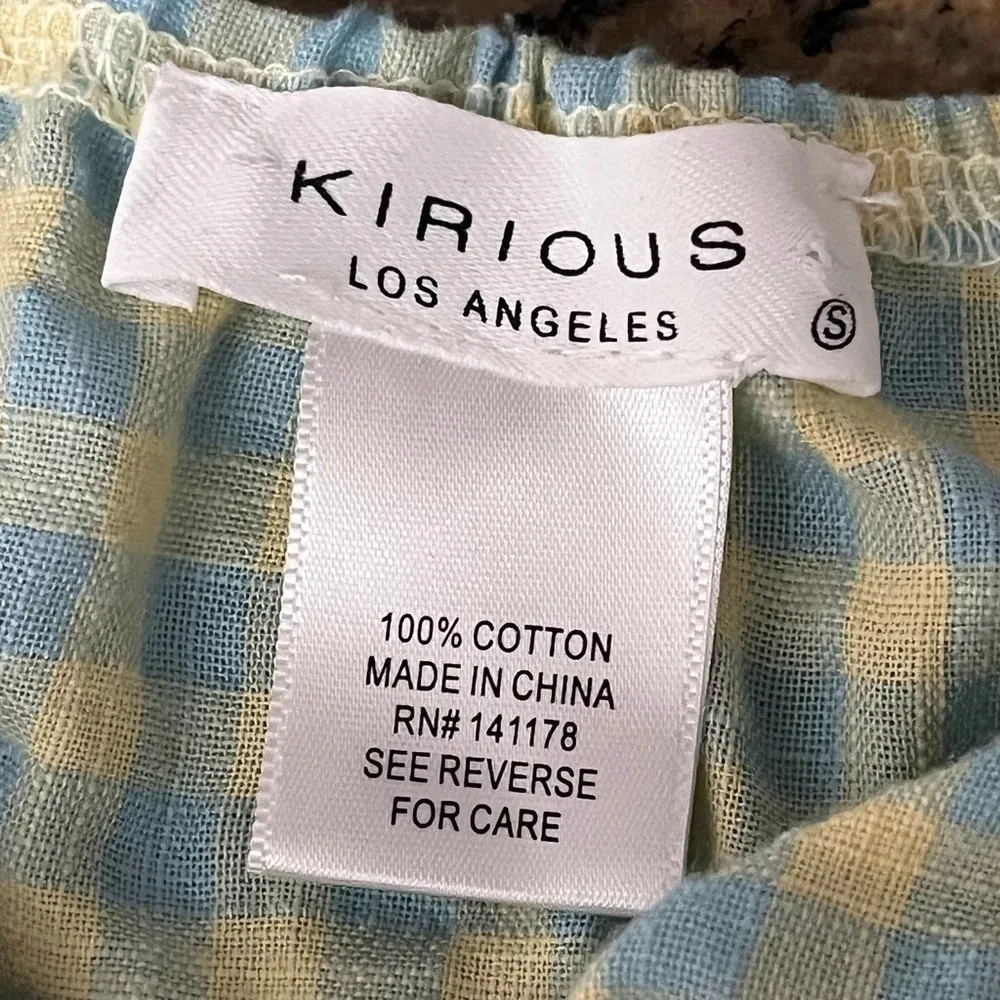 KIRIOUS
LOS ANGELES
S
100% COTTON
MADE IN CHINA
RN# 141178
SEE REVERSE
FOR CARE